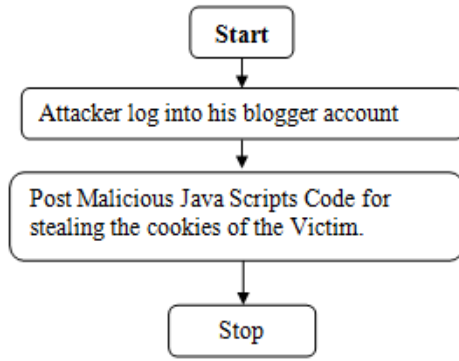 Start
Attacker log into his blogger account
Post Malicious Java Scripts Code for
stealing the cookies of the Victim.
Stop